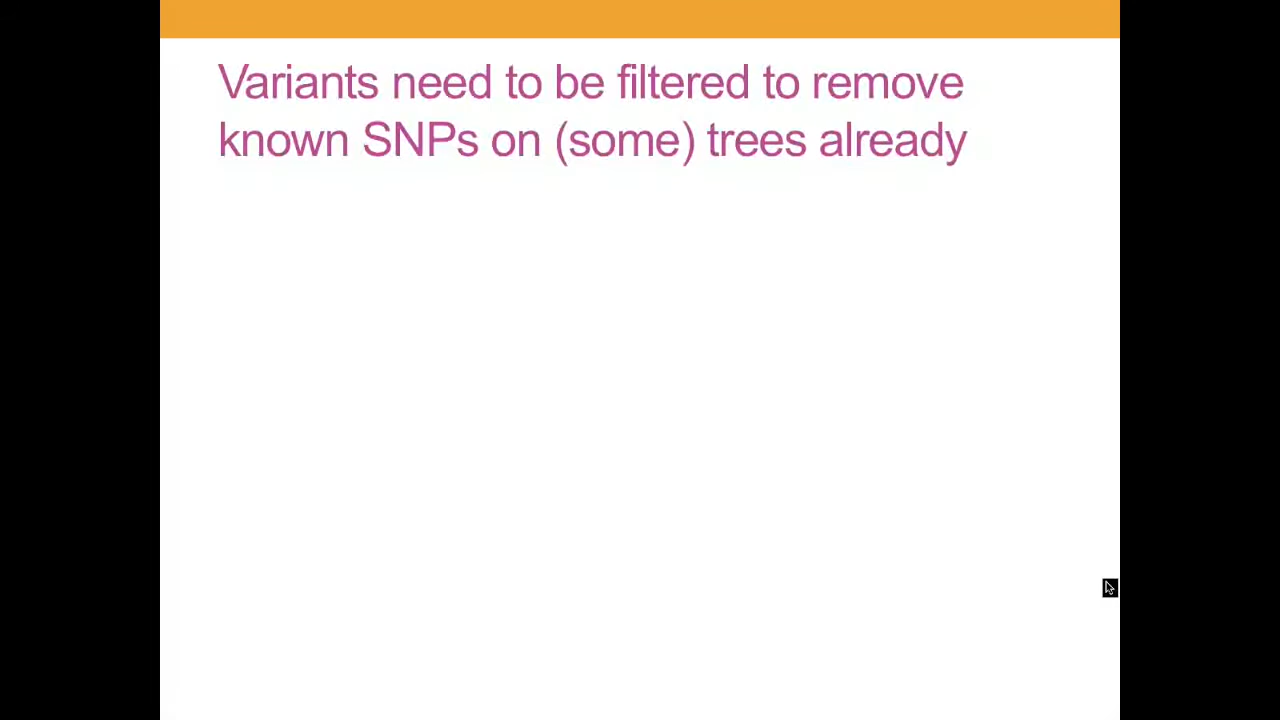 Variants need to be filtered to remove
known SNPs on (some) trees already